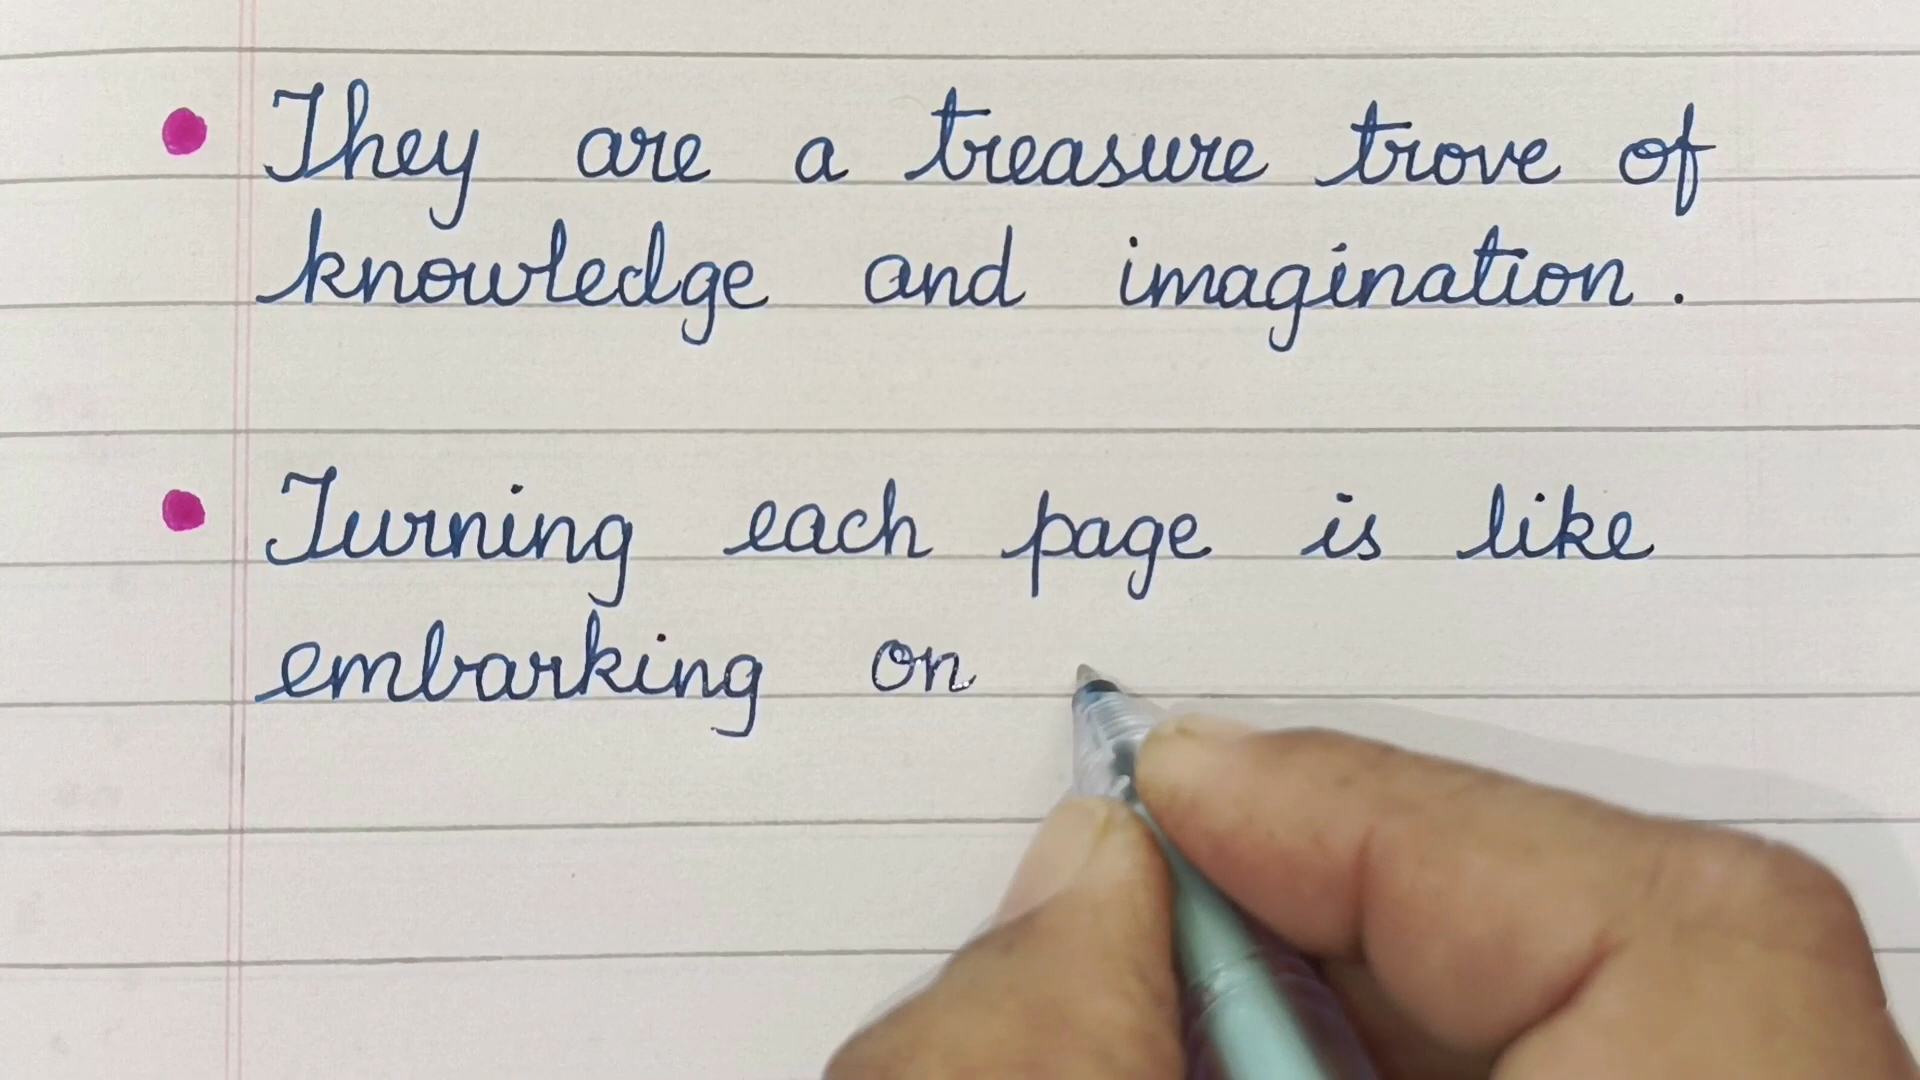 They are a treasure trove of
knowledge and imagination.
Turning each page is like
embarking on